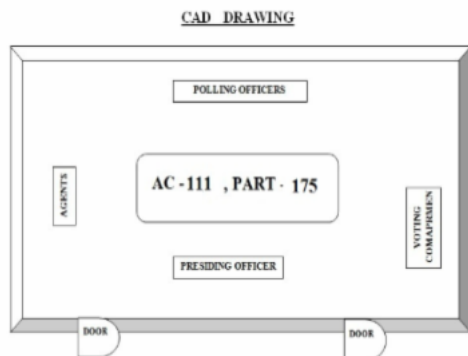 CAD DRAWING
POLLING OFFICERS
AGENTS
AC -111 , PART - 175
VOTING
COMAPRMEN
PRESIDING OFFICER
DOOR
DOOR